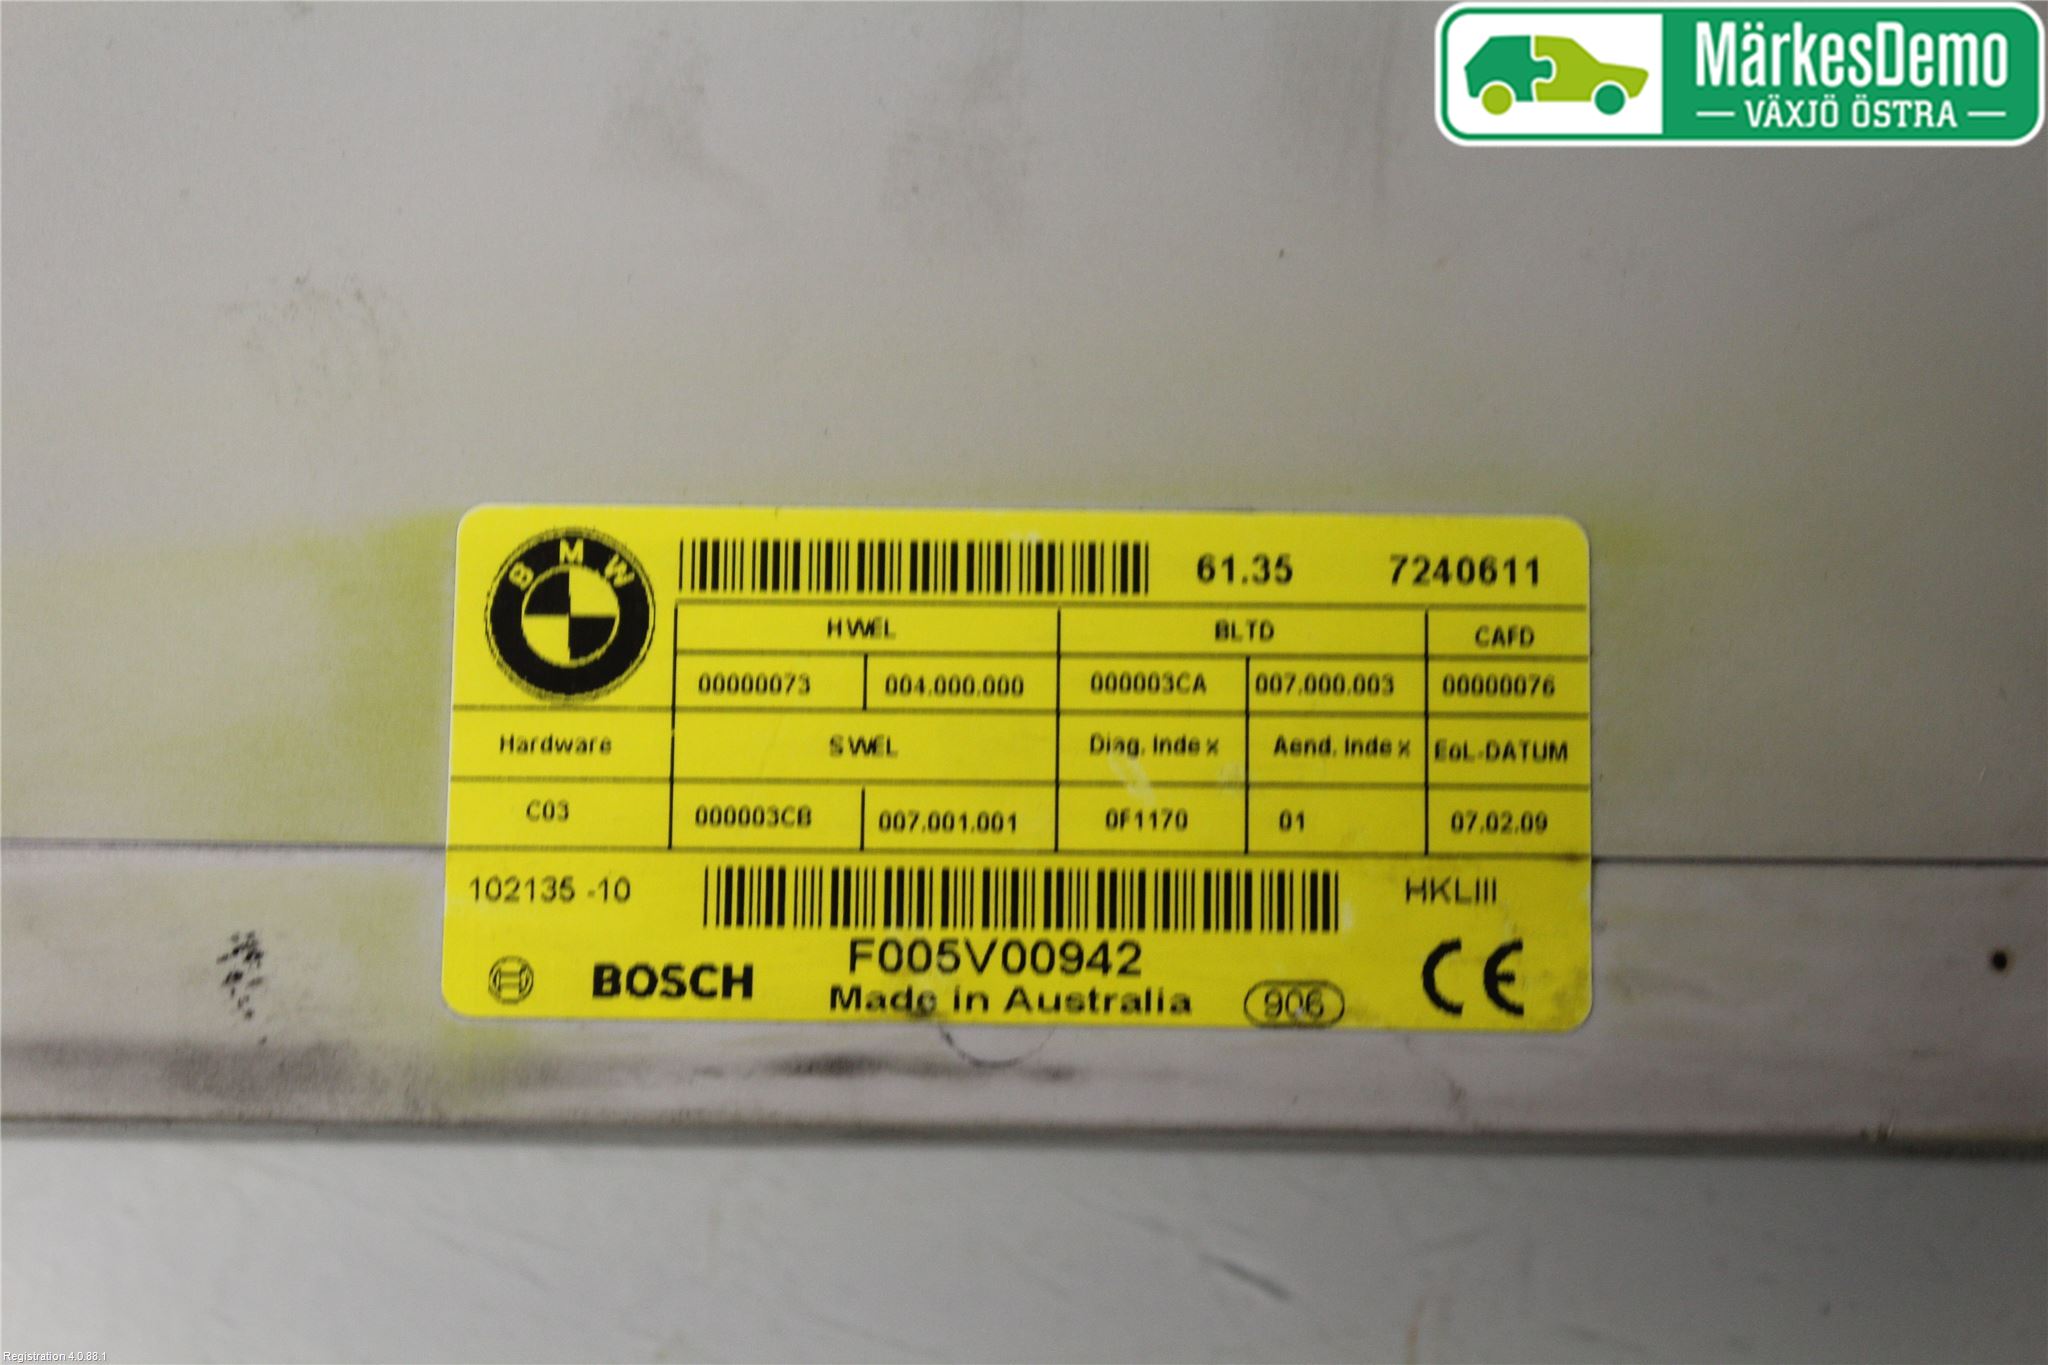 MärkesDemo
VÄXJÖ ÖSTRA
BMW
61.35 7240611
HWEL BLTD CAFD
00000073 004.000.000 000003CA 007.000.003 00000076
Hardware SWEL Diag. Index Aend. Index EoL-DATUM
C03 000003CB 007.001.001 0F1170 01 07.02.09
102135 -10 HKLIII
F005V00942
BOSCH Made in Australia 906 CE
Registration 4.0.88.1